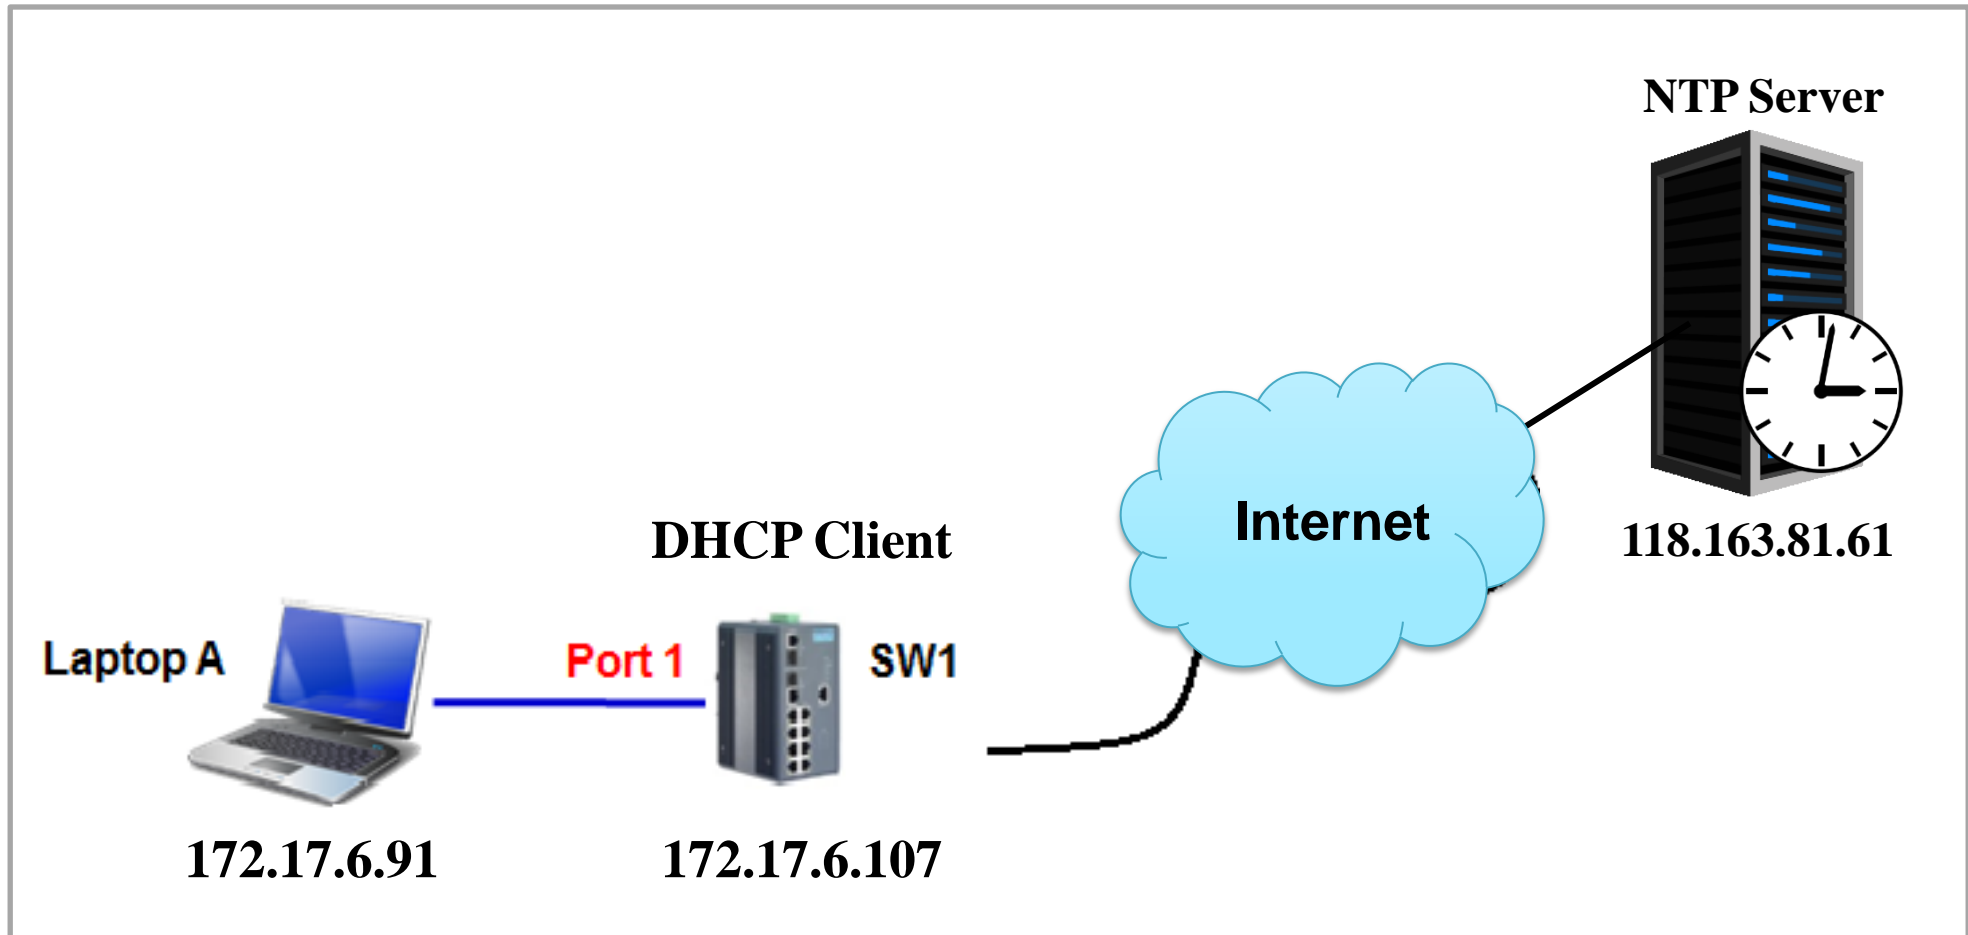 NTP Server
118.163.81.61
Internet
DHCP Client
Laptop A
Port 1
SW1
172.17.6.91
172.17.6.107